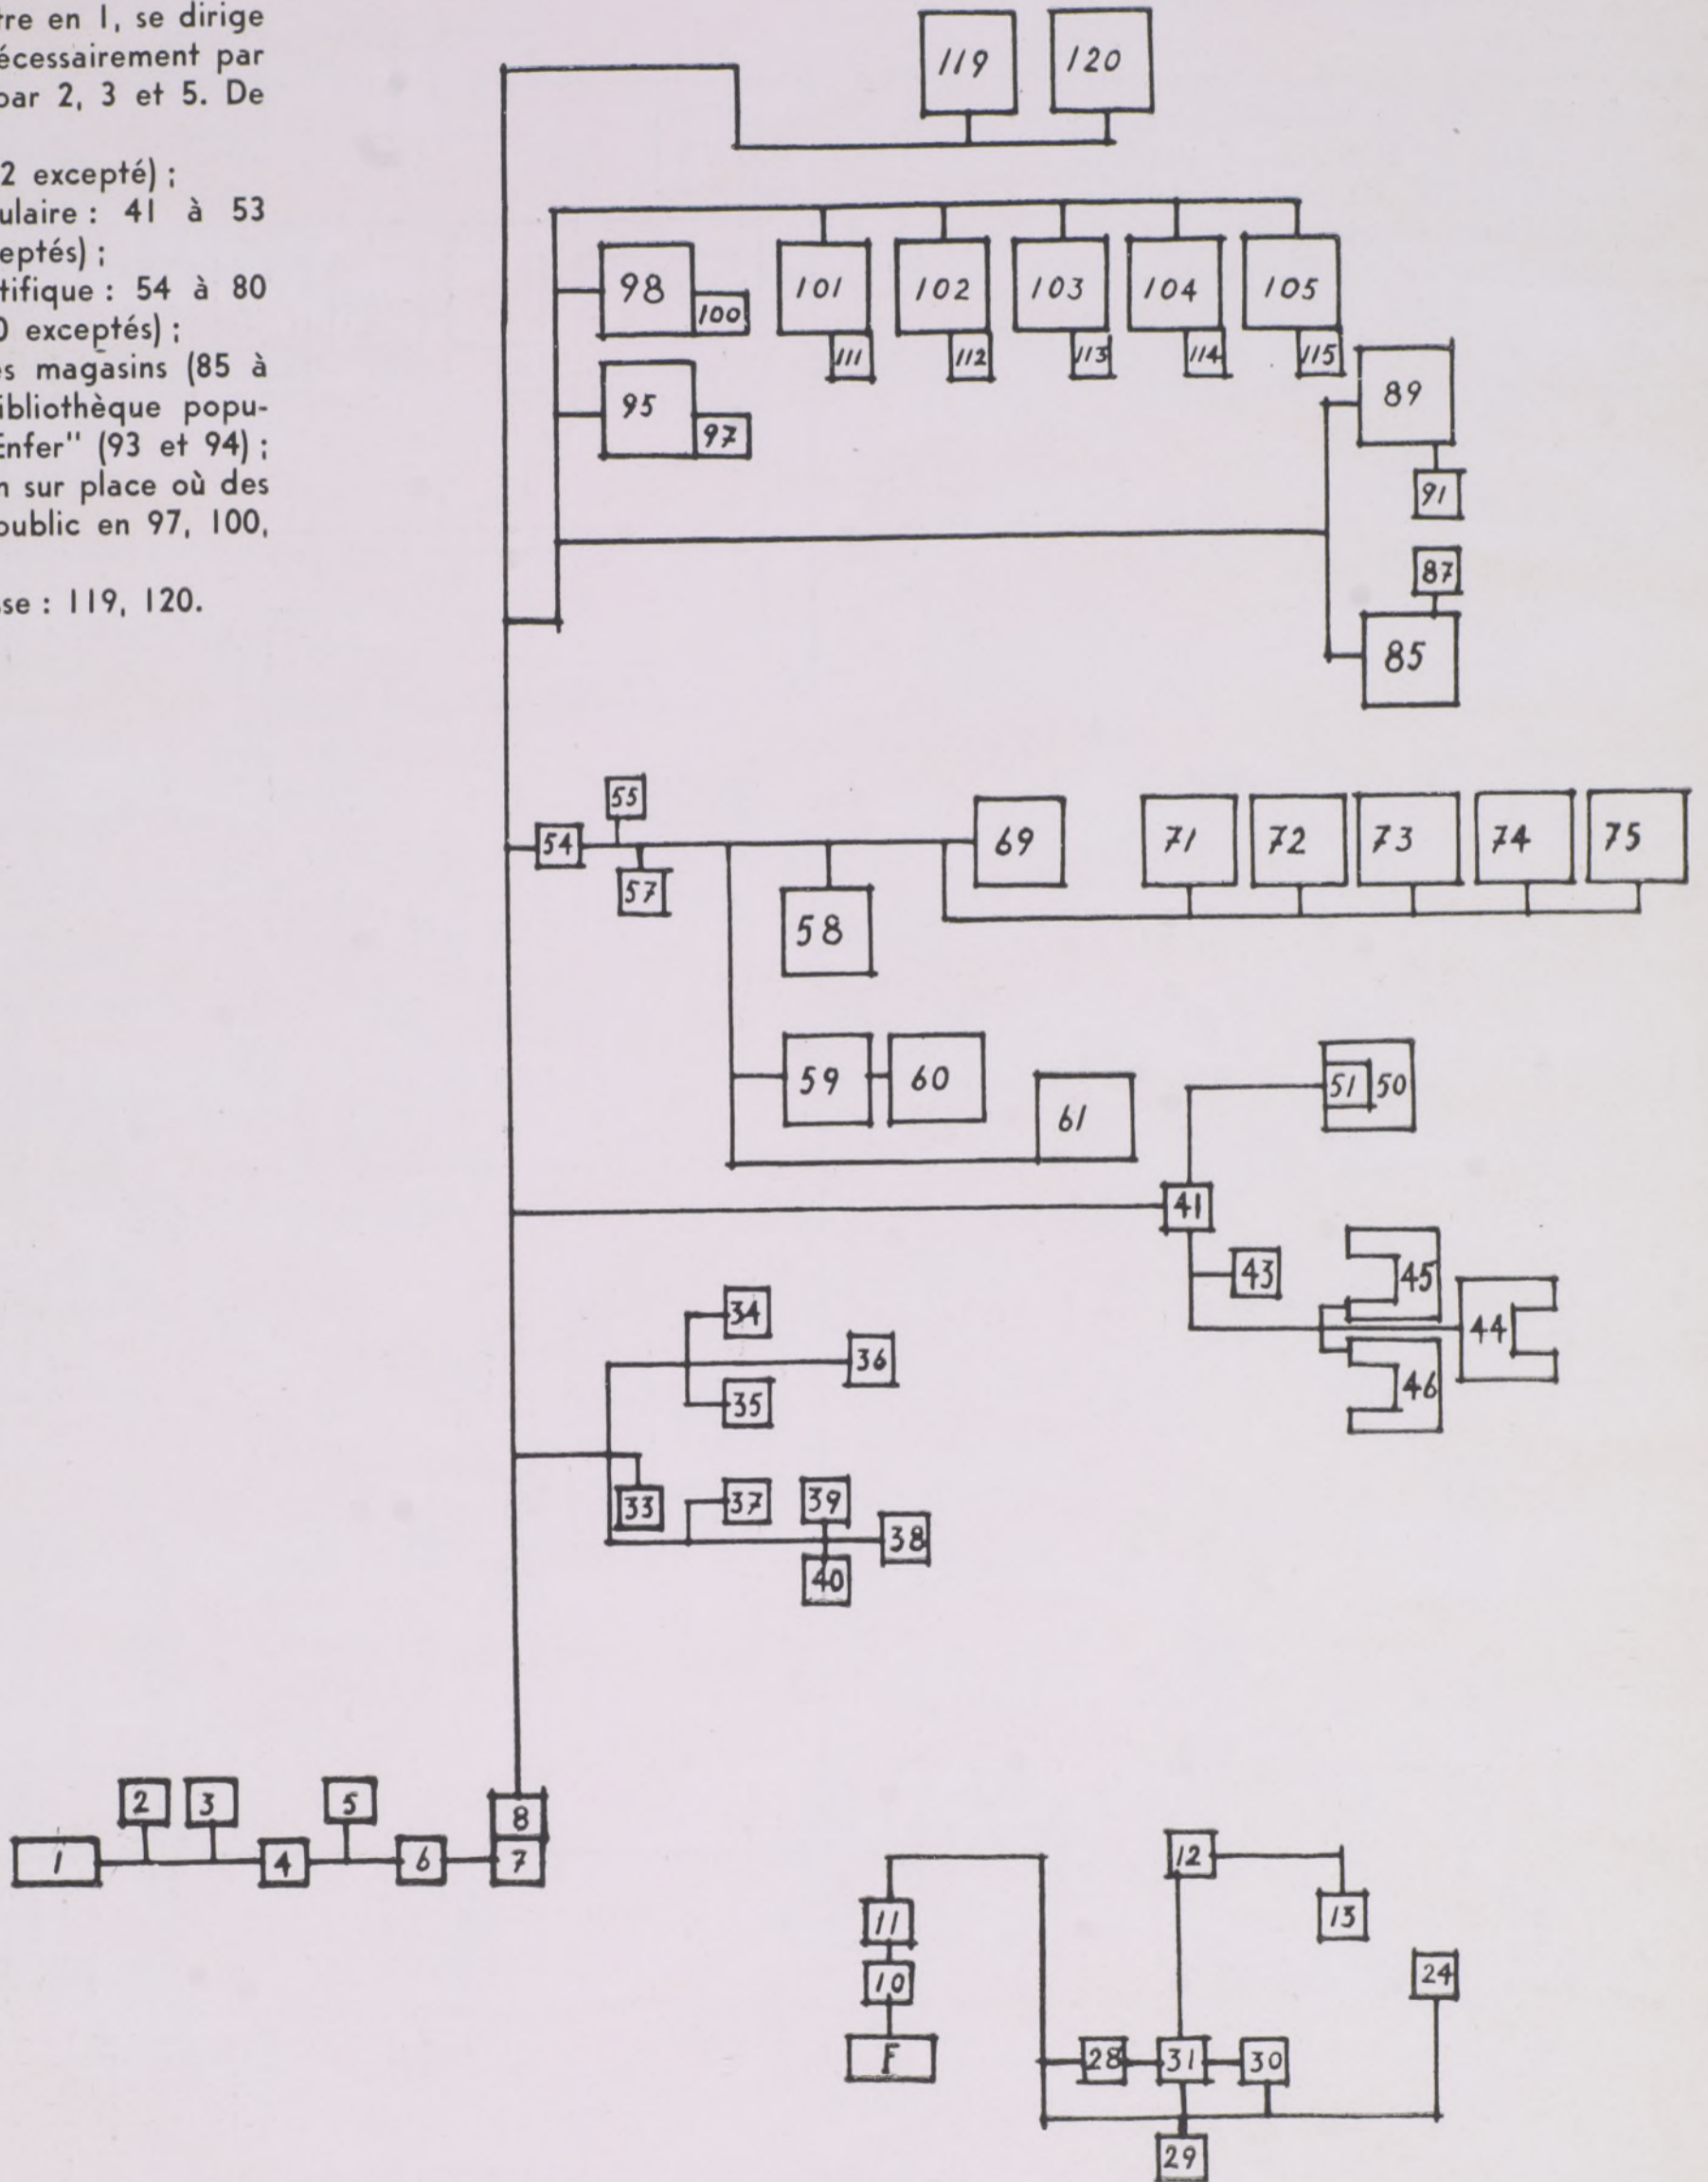 tre en 1, se dirige
écessairement par
par 2, 3 et 5. De
2 excepté) ;
ulaire : 41 à 53
eptés) ;
tifique : 54 à 80
0 exceptés) ;
es magasins (85 à
ibliothèque popu-
Enfer" (93 et 94) ;
n sur place où des
public en 97, 100,
sse : 119, 120.
119 120
98 100 101 102 103 104 105
111 112 113 114 115
95 97 89
91
87
85
55
54 57
58 69 71 72 73 74 75
59 60 61
51 50
41
43 45 44 46
34
36
35
33 37 39 38
40
2 3 5 8
1 4 6 7
12
11 13
10 24
F 28 31 30
29